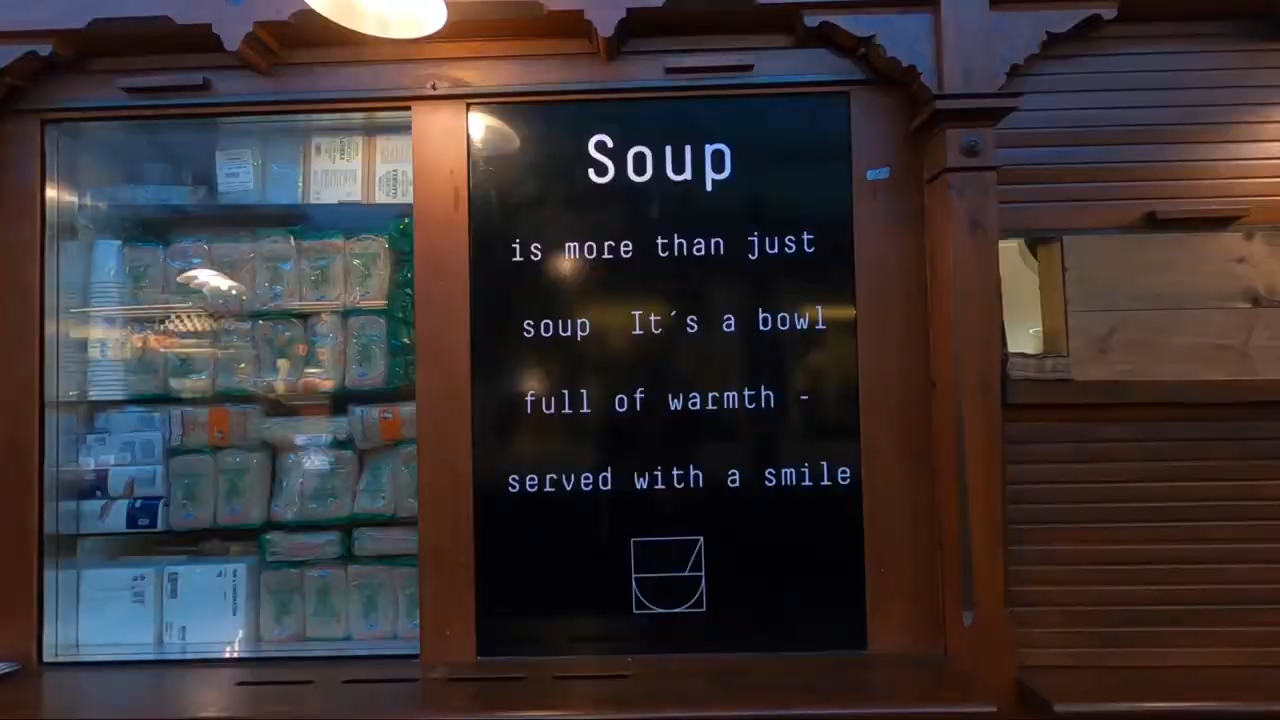 Soup
is more than just
soup  It´s a bowl
full of warmth -
served with a smile